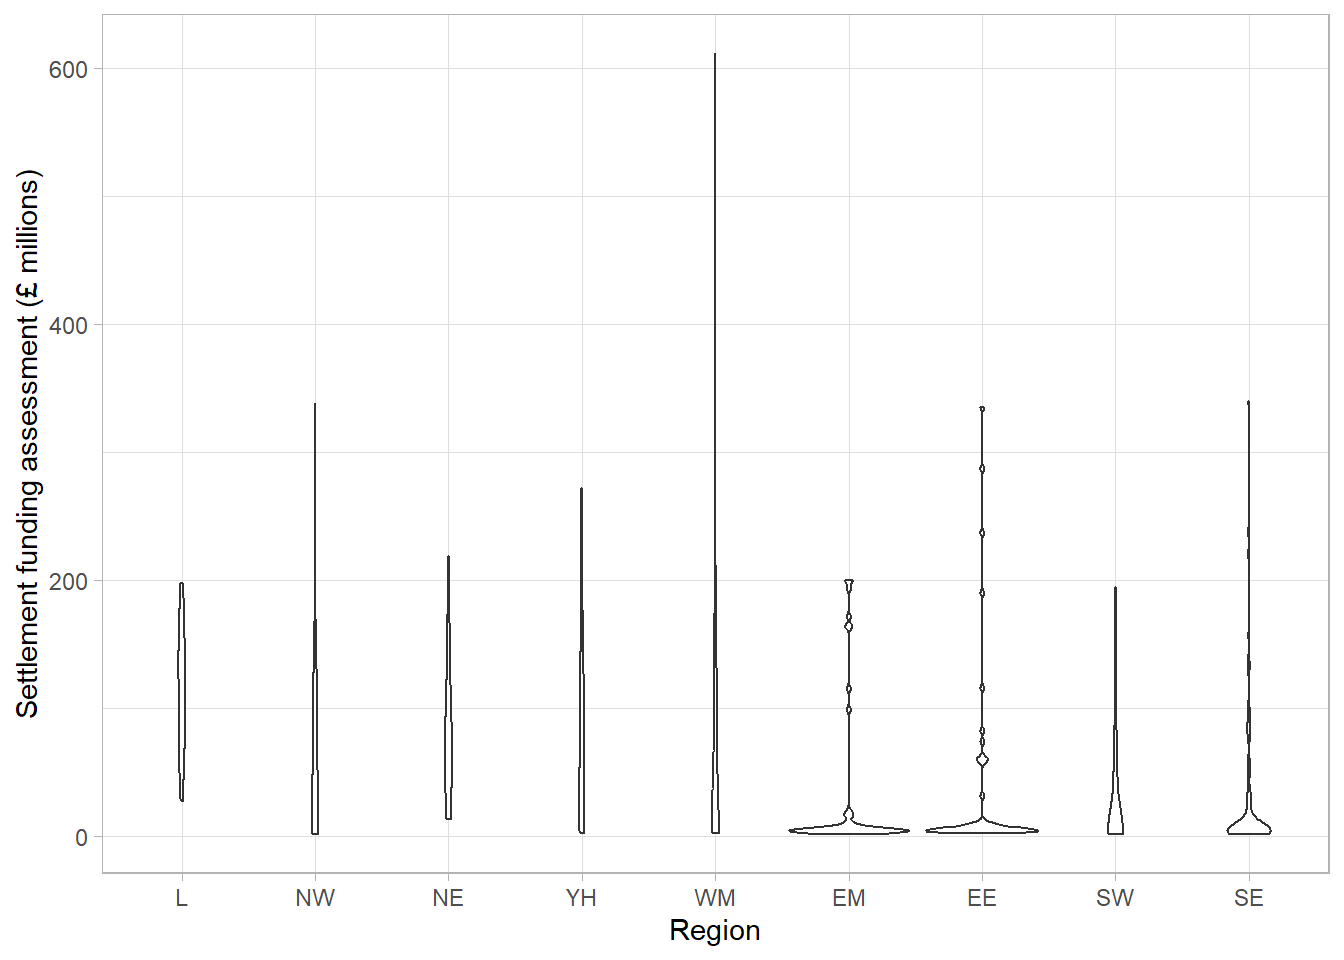 Settlement funding assessment (£ millions)
600
400
200
0
L NW NE YH WM EM EE SW SE
Region